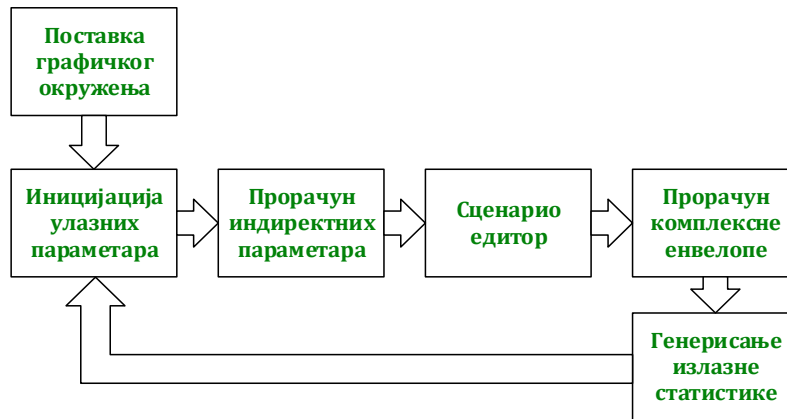 Поставка
графичког
окружења
Иницијација
улазних
параметара
Прорачун
индиректних
параметара
Сценарио
едитор
Прорачун
комплексне
енвелопе
Генерисање
излазне
статистике